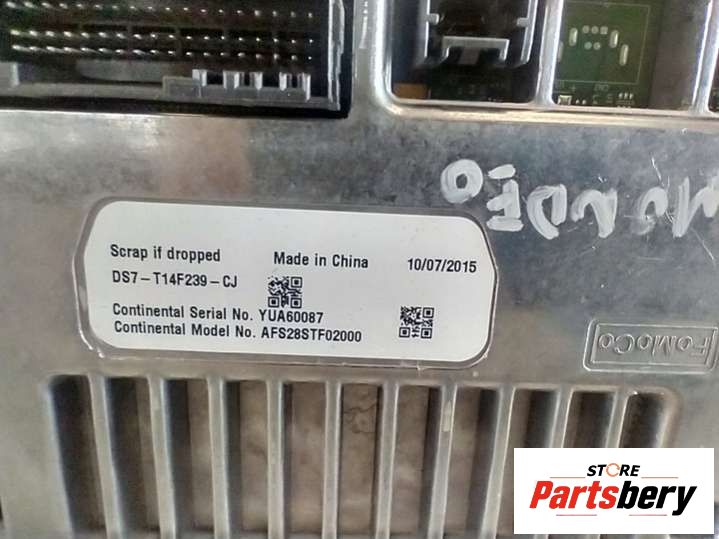 MONDEO
Scrap if dropped Made in China 10/07/2015
DS7-T14F239-CJ
Continental Serial No. YUA60087
Continental Model No. AFS28STF02000
FoMoCo
STORE
Partsbery